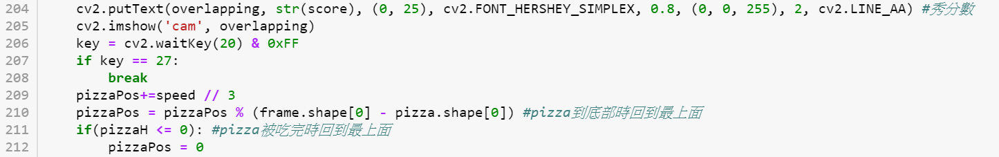 204 cv2.putText(overlapping, str(score), (0, 25), cv2.FONT_HERSHEY_SIMPLEX, 0.8, (0, 0, 255), 2, cv2.LINE_AA) #秀分數
205 cv2.imshow('cam', overlapping)
206 key = cv2.waitKey(20) & 0xFF
207 if key == 27:
208 break
209 pizzaPos+=speed // 3
210 pizzaPos = pizzaPos % (frame.shape[0] - pizza.shape[0]) #pizza到底部時回到最上面
211 if(pizzaH <= 0): #pizza被吃完時回到最上面
212 pizzaPos = 0